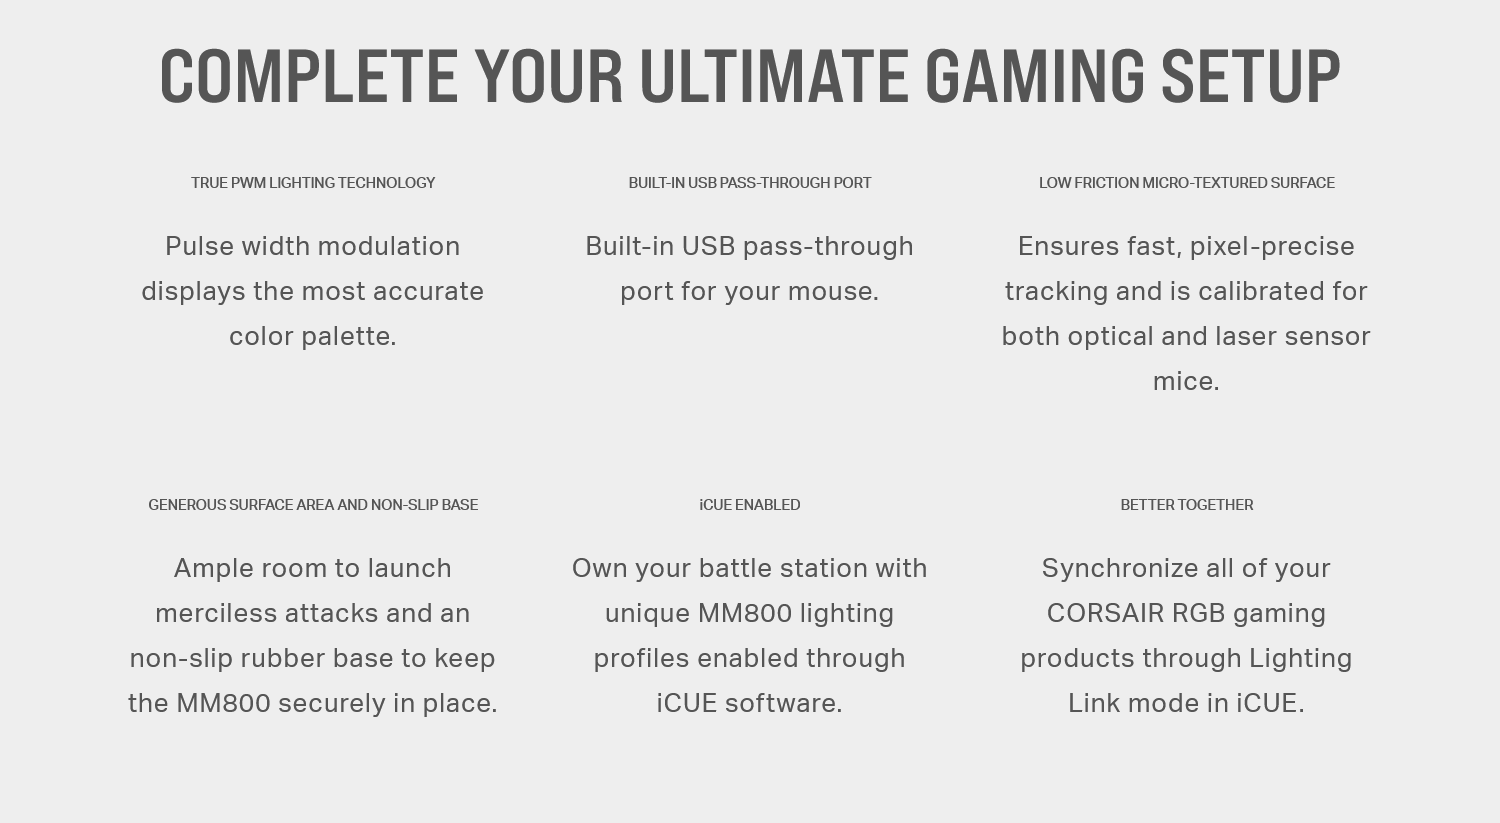 COMPLETE YOUR ULTIMATE GAMING SETUP
TRUE PWM LIGHTING TECHNOLOGY
Pulse width modulation
displays the most accurate
color palette.
BUILT-IN USB PASS-THROUGH PORT
Built-in USB pass-through
port for your mouse.
LOW FRICTION MICRO-TEXTURED SURFACE
Ensures fast, pixel-precise
tracking and is calibrated for
both optical and laser sensor
mice.
GENEROUS SURFACE AREA AND NON-SLIP BASE
Ample room to launch
merciless attacks and an
non-slip rubber base to keep
the MM800 securely in place.
iCUE ENABLED
Own your battle station with
unique MM800 lighting
profiles enabled through
iCUE software.
BETTER TOGETHER
Synchronize all of your
CORSAIR RGB gaming
products through Lighting
Link mode in iCUE.